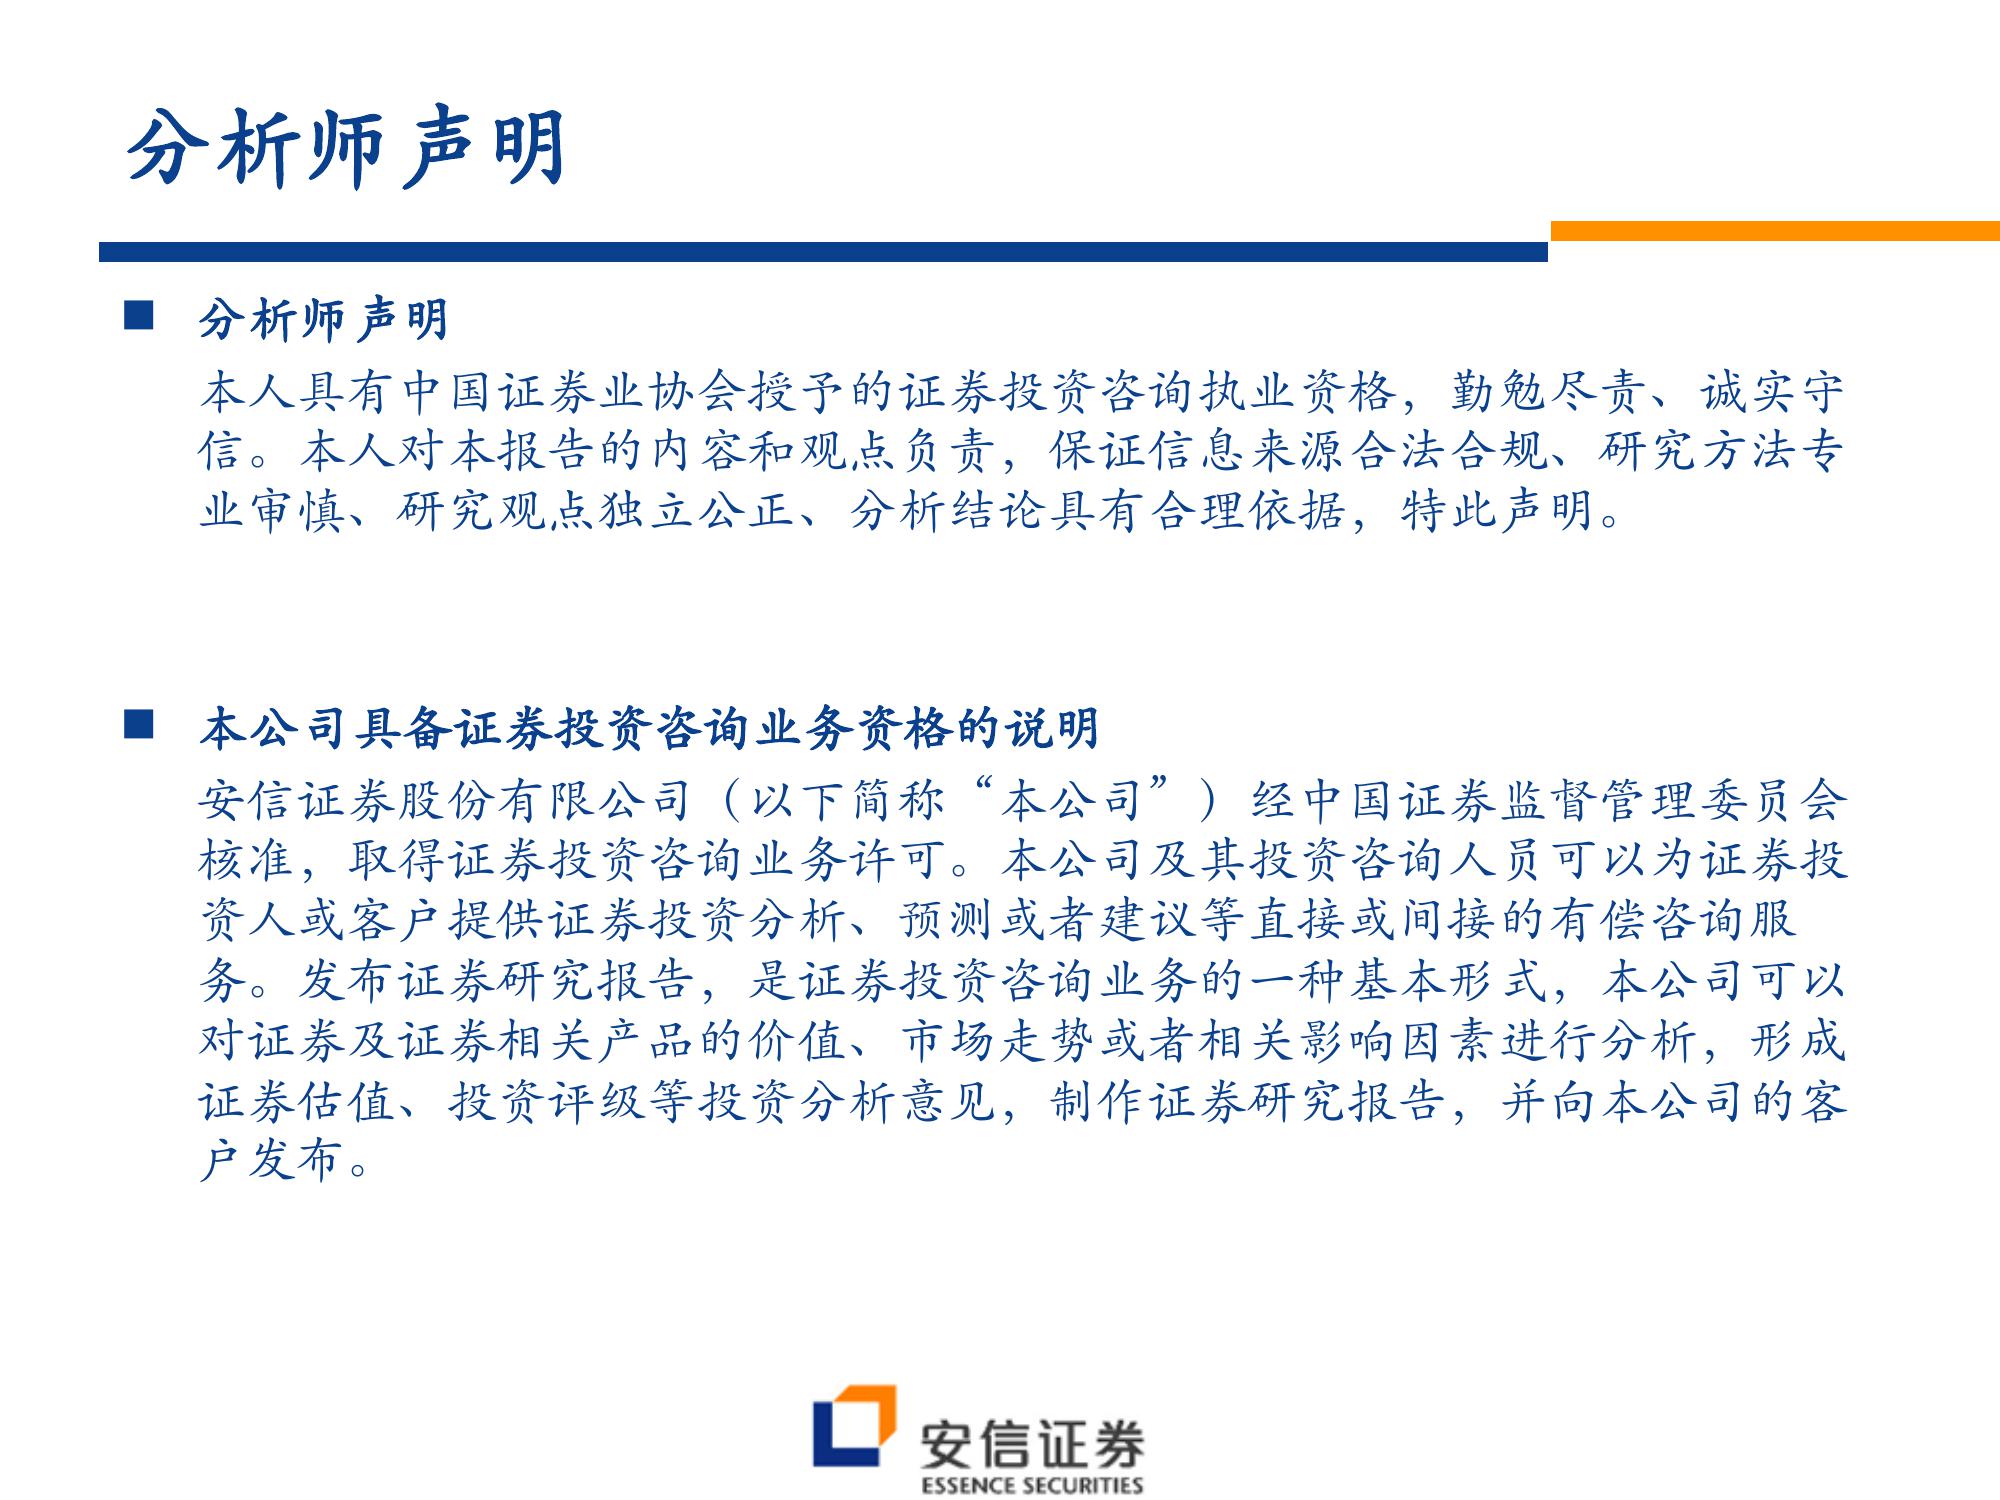 分析师声明
■ 分析师声明
本人具有中国证券业协会授予的证券投资咨询执业资格，勤勉尽责、诚实守
信。本人对本报告的内容和观点负责，保证信息来源合法合规、研究方法专
业审慎、研究观点独立公正、分析结论具有合理依据，特此声明。
■ 本公司具备证券投资咨询业务资格的说明
安信证券股份有限公司（以下简称“本公司”）经中国证券监督管理委员会
核准，取得证券投资咨询业务许可。本公司及其投资咨询人员可以为证券投
资人或客户提供证券投资分析、预测或者建议等直接或间接的有偿咨询服
务。发布证券研究报告，是证券投资咨询业务的一种基本形式，本公司可以
对证券及证券相关产品的价值、市场走势或者相关影响因素进行分析，形成
证券估值、投资评级等投资分析意见，制作证券研究报告，并向本公司的客
户发布。
安信证券
ESSENCE SECURITIES